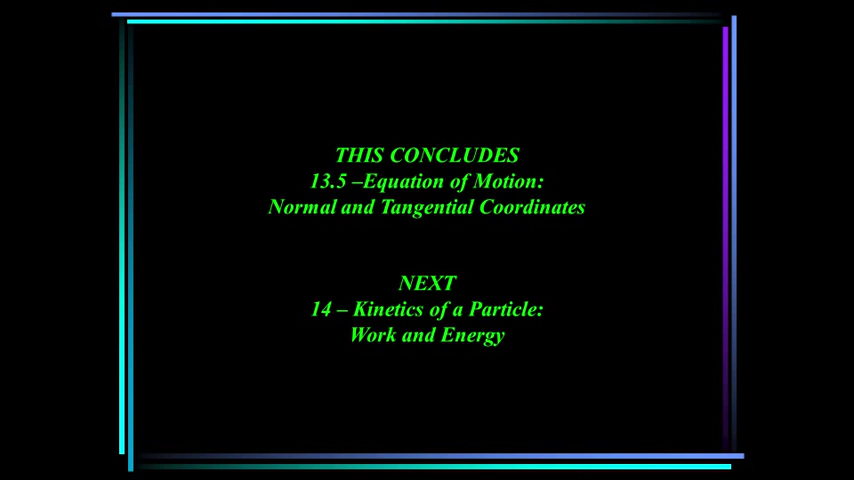 THIS CONCLUDES
13.5 –Equation of Motion:
Normal and Tangential Coordinates
NEXT
14 – Kinetics of a Particle:
Work and Energy